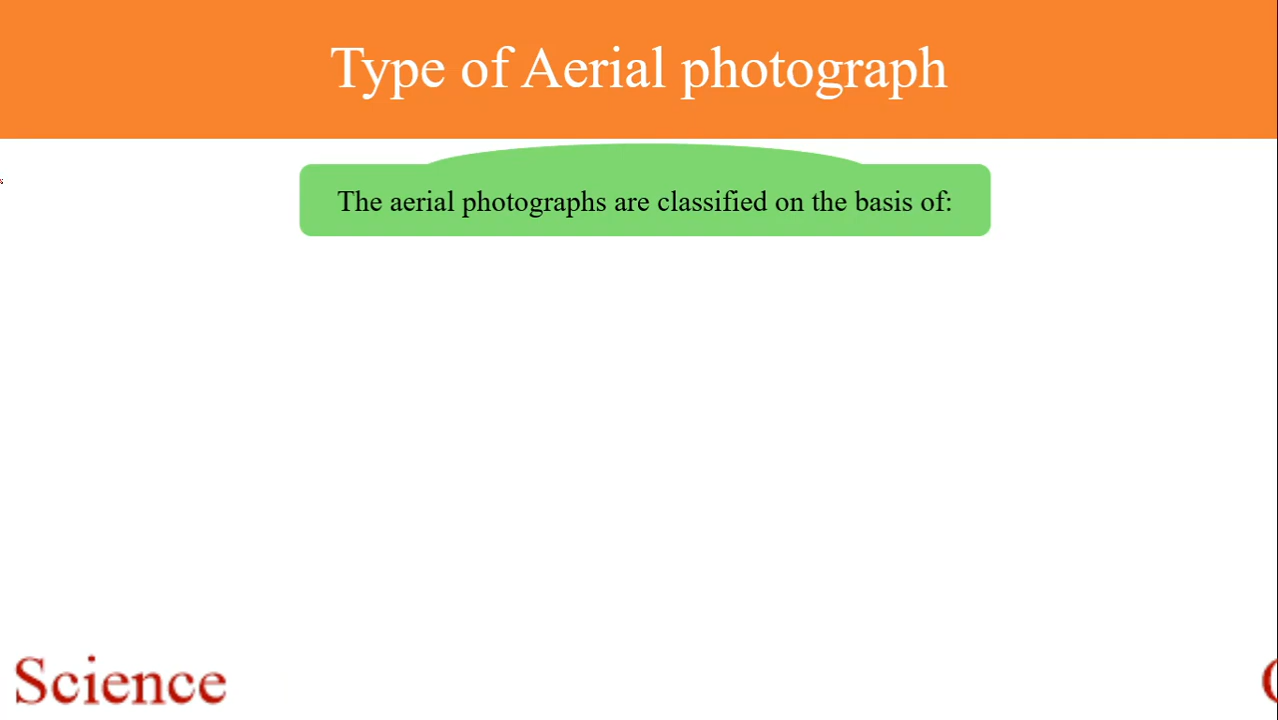 Type of Aerial photograph
The aerial photographs are classified on the basis of:
Science